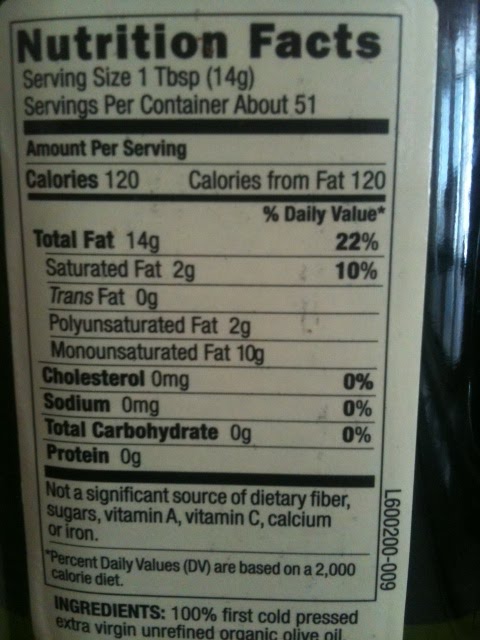 Nutrition Facts
Serving Size 1 Tbsp (14g)
Servings Per Container About 51
Amount Per Serving
Calories 120 Calories from Fat 120
% Daily Value*
Total Fat 14g 22%
Saturated Fat 2g 10%
Trans Fat 0g
Polyunsaturated Fat 2g
Monounsaturated Fat 10g
Cholesterol 0mg 0%
Sodium 0mg 0%
Total Carbohydrate 0g 0%
Protein 0g
Not a significant source of dietary fiber,
sugars, vitamin A, vitamin C, calcium
or iron.
*Percent Daily Values (DV) are based on a 2,000
calorie diet.
INGREDIENTS: 100% first cold pressed
extra virgin unrefined organic olive oil
L600200-009